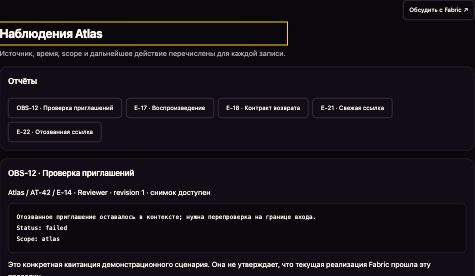 Обсудить с Fabric ↗
Наблюдения Atlas
Источник, время, scope и дальнейшее действие перечислены для каждой записи.
Отчёты
OBS-12 · Проверка приглашений
E-17 · Воспроизведение
E-18 · Контракт возврата
E-21 · Свежая ссылка
E-22 · Отозванная ссылка
OBS-12 · Проверка приглашений
Atlas / AT-42 / E-14 · Reviewer · revision 1 · снимок доступен
Отозванное приглашение оставалось в контексте; нужна перепроверка на границе входа.
Status: failed
Scope: atlas
Это конкретная квитанция демонстрационного сценария. Она не утверждает, что текущая реализация Fabric прошла эту